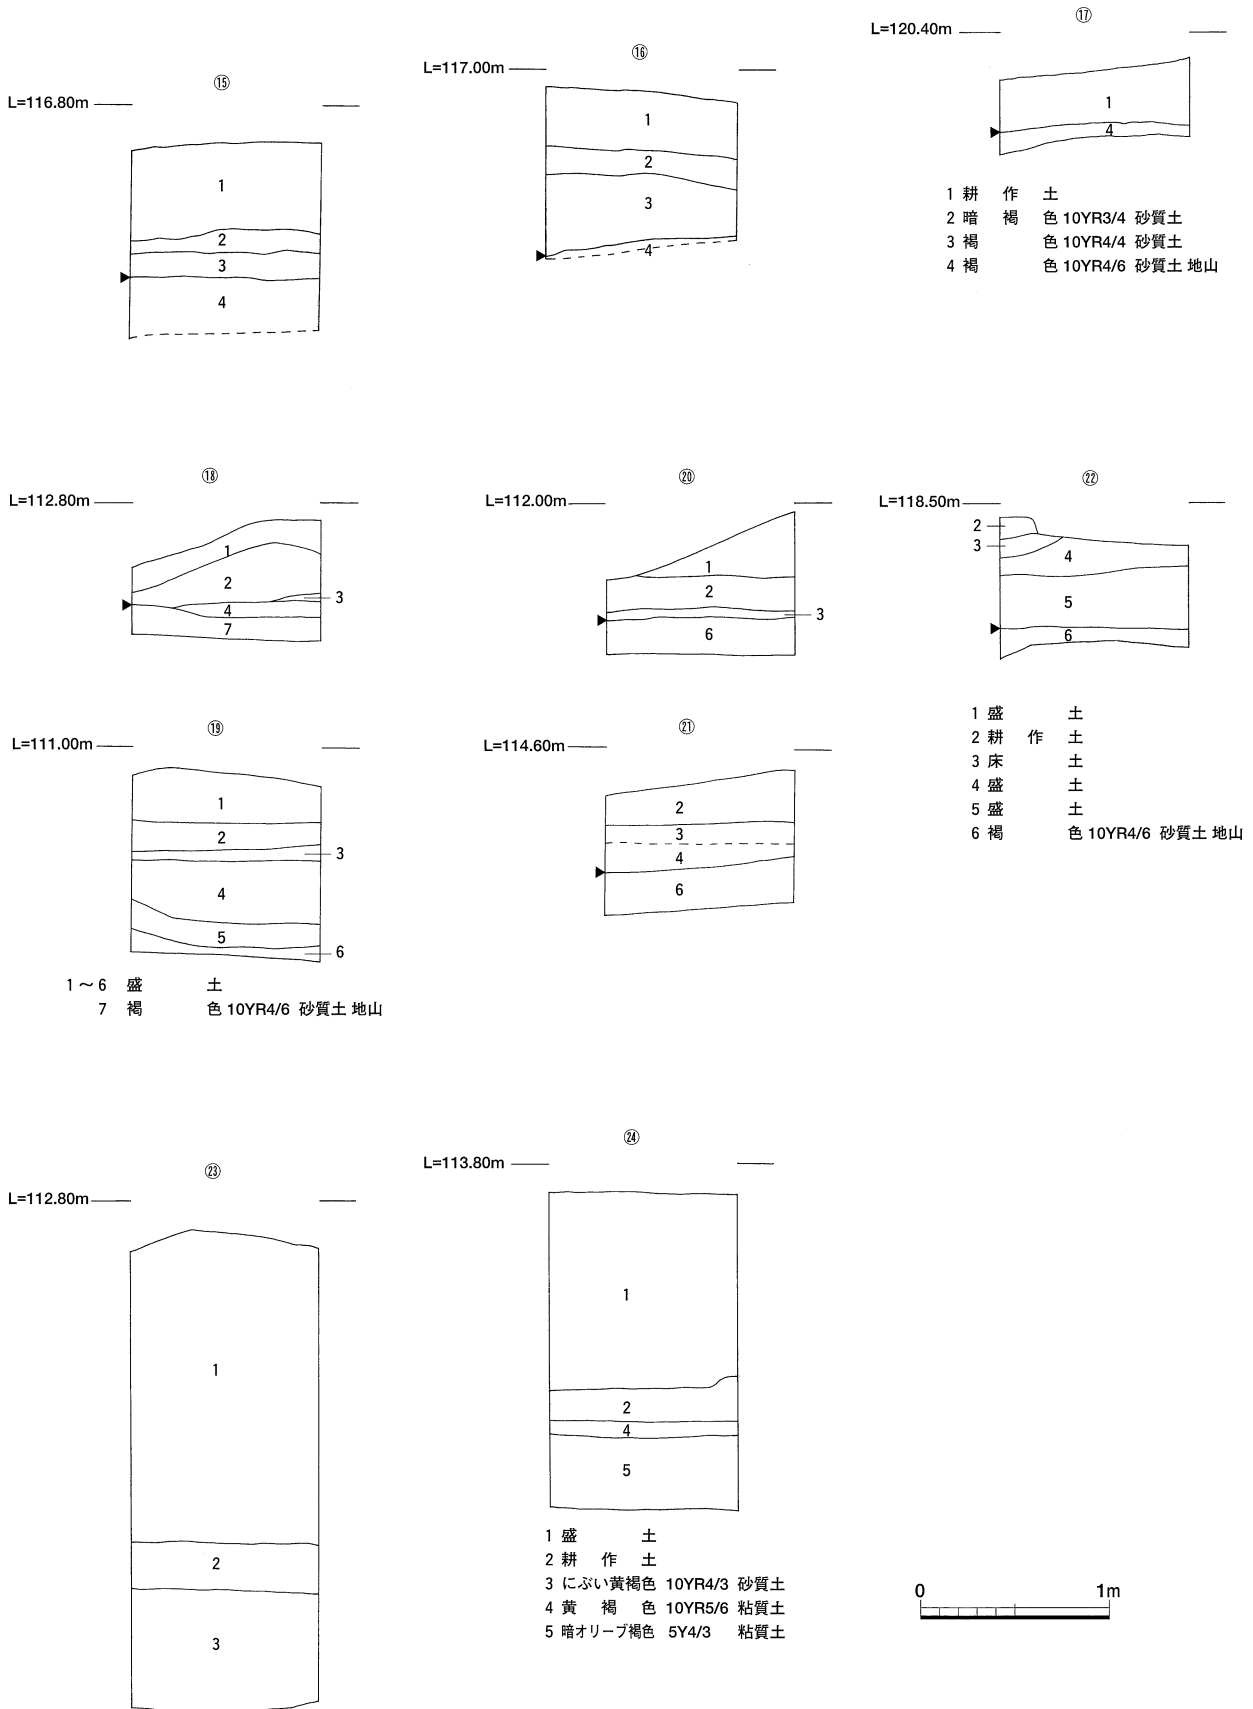 ⑮
L=116.80m
1
2
3
4
⑯
L=117.00m
1
2
3
4
⑰
L=120.40m
1
4
1 耕作土
2 暗褐色 10YR3/4 砂質土
3 褐色 10YR4/4 砂質土
4 褐色 10YR4/6 砂質土 地山
⑱
L=112.80m
1
2
3
4
7
⑳
L=112.00m
1
2
3
6
㉒
L=118.50m
2
3
4
5
6
⑲
L=111.00m
1
2
3
4
5
6
1～6 盛土
7 褐色 10YR4/6 砂質土 地山
㉑
L=114.60m
2
3
4
6
1 盛土
2 耕作土
3 床土
4 盛土
5 盛土
6 褐色 10YR4/6 砂質土 地山
㉓
L=112.80m
1
2
3
㉔
L=113.80m
1
2
4
5
1 盛土
2 耕作土
3 にぶい黄褐色 10YR4/3 砂質土
4 黄褐色 10YR5/6 粘質土
5 暗オリーブ褐色 5Y4/3 粘質土
0 1m